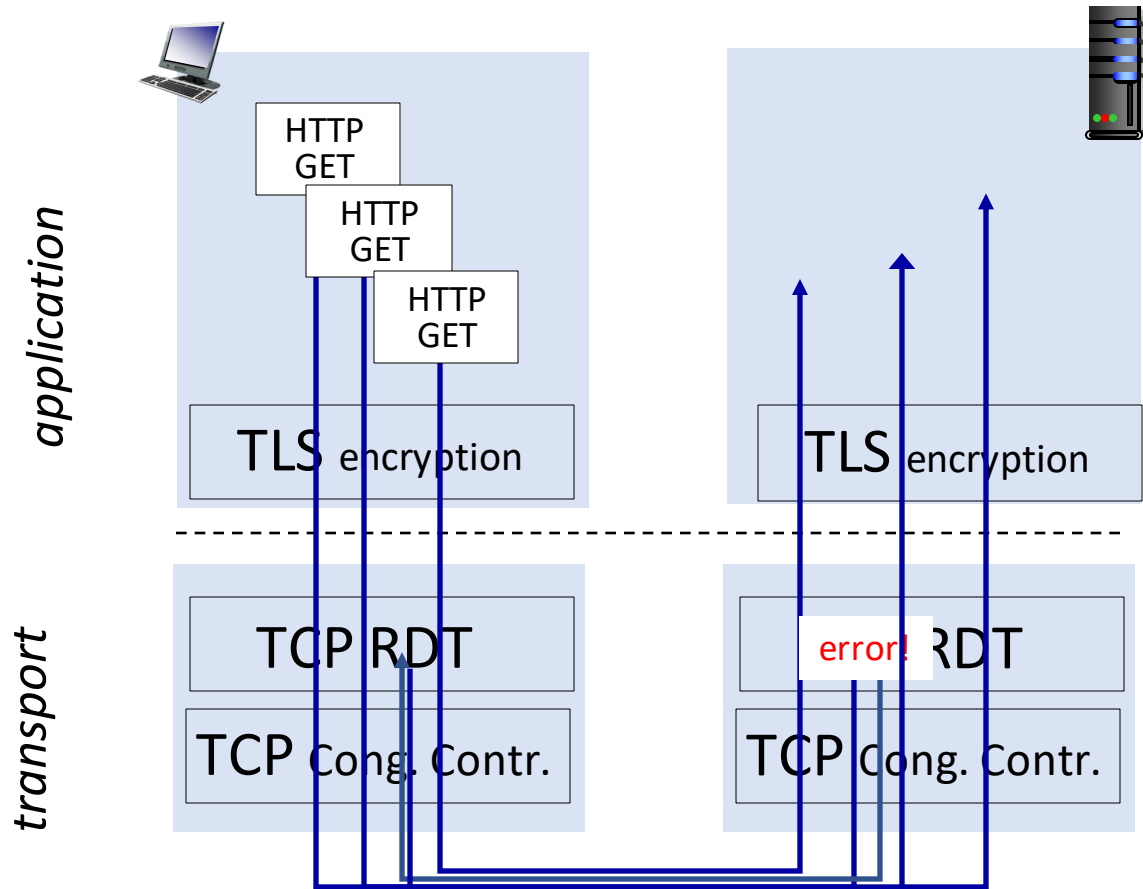 application
HTTP
GET
HTTP
GET
HTTP
GET
TLS encryption
TLS encryption
transport
TCP RDT
error! RDT
TCP Cong. Contr.
TCP Cong. Contr.